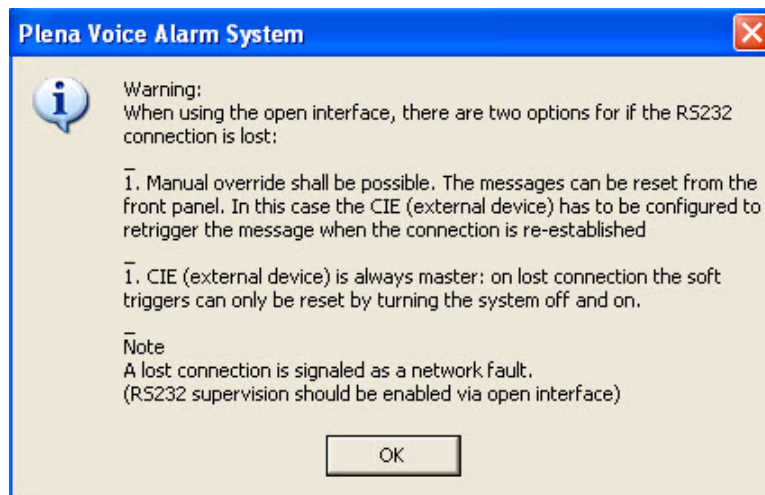 Plena Voice Alarm System
Warning:
When using the open interface, there are two options for if the RS232
connection is lost:
_
1. Manual override shall be possible. The messages can be reset from the
front panel. In this case the CIE (external device) has to be configured to
retrigger the message when the connection is re-established
_
1. CIE (external device) is always master: on lost connection the soft
triggers can only be reset by turning the system off and on.
_
Note
A lost connection is signaled as a network fault.
(RS232 supervision should be enabled via open interface)
OK